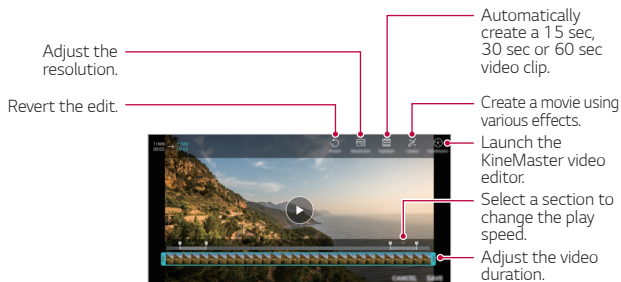 Automatically
create a 15 sec,
30 sec or 60 sec
video clip.
Adjust the
resolution.
Revert the edit.
Create a movie using
various effects.
Launch the
KineMaster video
editor.
Select a section to
change the play
speed.
Adjust the video
duration.
CANCEL SAVE